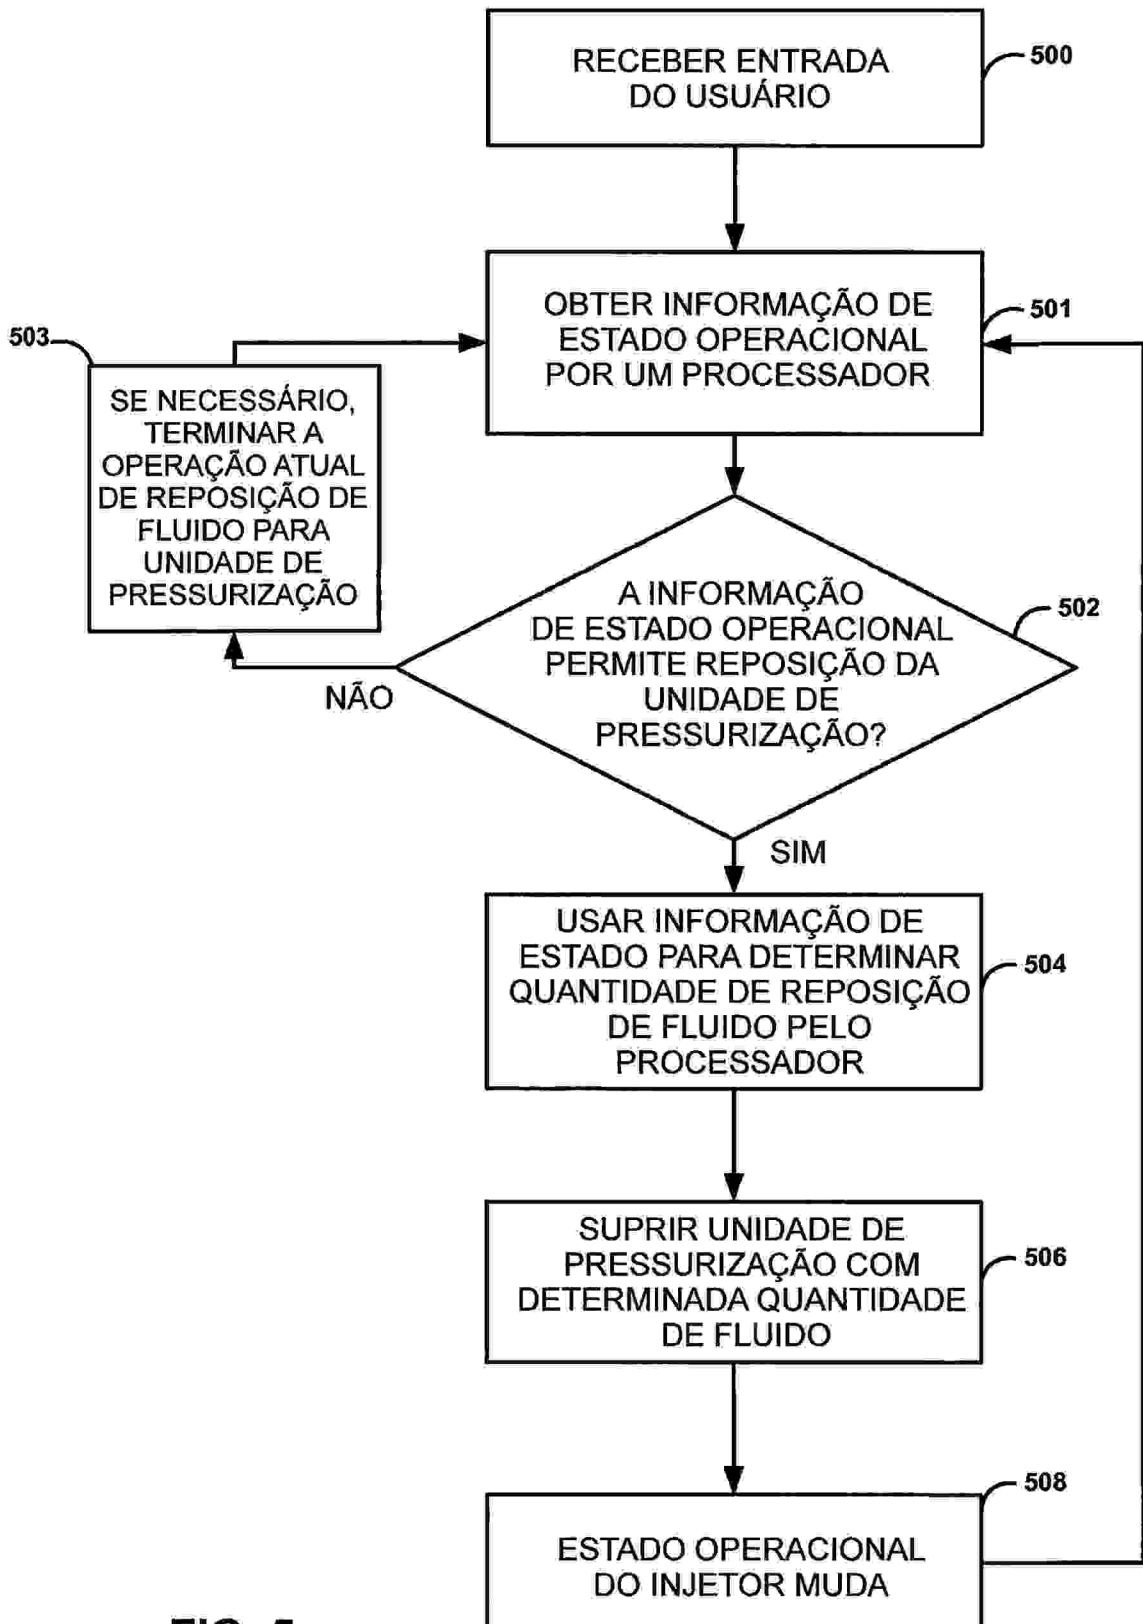 RECEBER ENTRADA
DO USUÁRIO
500
OBTER INFORMAÇÃO DE
ESTADO OPERACIONAL
POR UM PROCESSADOR
501
503
SE NECESSÁRIO,
TERMINAR A
OPERAÇÃO ATUAL
DE REPOSIÇÃO DE
FLUIDO PARA
UNIDADE DE
PRESSURIZAÇÃO
A INFORMAÇÃO
DE ESTADO OPERACIONAL
PERMITE REPOSIÇÃO DA
UNIDADE DE
PRESSURIZAÇÃO?
502
NÃO
SIM
USAR INFORMAÇÃO DE
ESTADO PARA DETERMINAR
QUANTIDADE DE REPOSIÇÃO
DE FLUIDO PELO
PROCESSADOR
504
SUPRIR UNIDADE DE
PRESSURIZAÇÃO COM
DETERMINADA QUANTIDADE
DE FLUIDO
506
508
ESTADO OPERACIONAL
DO INJETOR MUDA